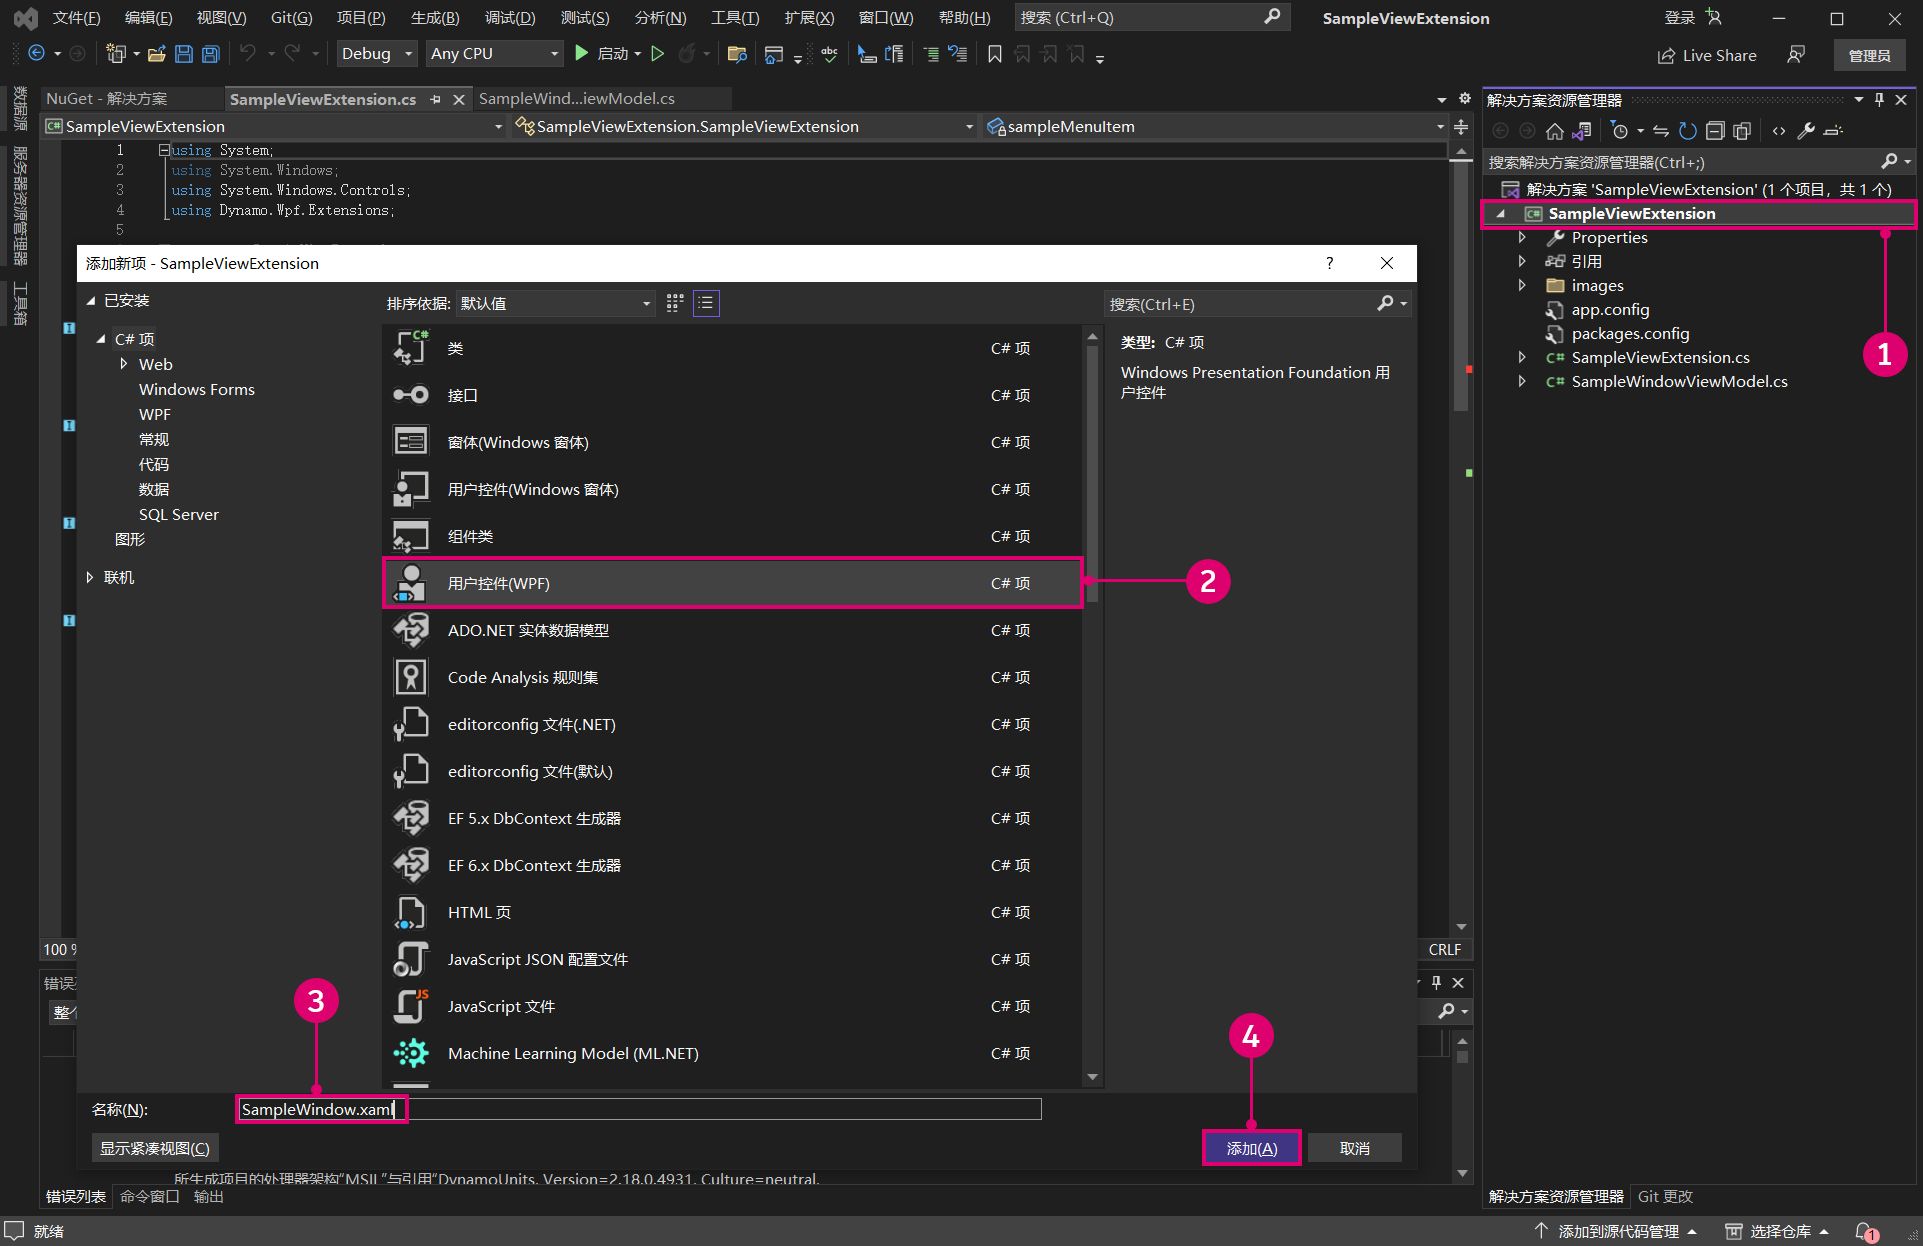 文件(F) 编辑(E) 视图(V) Git(G) 项目(P) 生成(B) 调试(D) 测试(S) 分析(N) 工具(T) 扩展(X) 窗口(W) 帮助(H) 搜索 (Ctrl+Q) SampleViewExtension 登录
Debug Any CPU 启动 abc Live Share 管理员
数据源
服务器资源管理器
工具箱
NuGet - 解决方案 SampleViewExtension.cs SampleWind...iewModel.cs
C# SampleViewExtension SampleViewExtension.SampleViewExtension sampleMenuItem
1 using System;
2 using System.Windows;
3 using System.Windows.Controls;
4 using Dynamo.Wpf.Extensions;
5
添加新项 - SampleViewExtension ?
已安装
C# 项
Web
Windows Forms
WPF
常规
代码
数据
SQL Server
图形
联机
排序依据: 默认值
搜索(Ctrl+E)
类 C# 项
接口 C# 项
窗体(Windows 窗体) C# 项
用户控件(Windows 窗体) C# 项
组件类 C# 项
用户控件(WPF) C# 项
2
ADO.NET 实体数据模型 C# 项
Code Analysis 规则集 C# 项
editorconfig 文件(.NET) C# 项
editorconfig 文件(默认) C# 项
EF 5.x DbContext 生成器 C# 项
EF 6.x DbContext 生成器 C# 项
HTML 页 C# 项
JavaScript JSON 配置文件 C# 项
JS JavaScript 文件 C# 项
Machine Learning Model (ML.NET) C# 项
类型: C# 项
Windows Presentation Foundation 用
户控件
3
名称(N): SampleWindow.xaml
4
显示紧凑视图(C) 添加(A) 取消
100 % CRLF
所生成项目的处理器架构"MSIL"与引用"DynamoUnits, Version=2.18.0.4931, Culture=neutral,
错误列表 命令窗口 输出
解决方案资源管理器
搜索解决方案资源管理器(Ctrl+;)
解决方案 'SampleViewExtension' (1 个项目, 共 1 个)
C# SampleViewExtension
Properties
引用
images
app.config
packages.config
C# SampleViewExtension.cs
C# SampleWindowViewModel.cs
1
解决方案资源管理器 Git 更改
就绪 添加到源代码管理 选择仓库 1